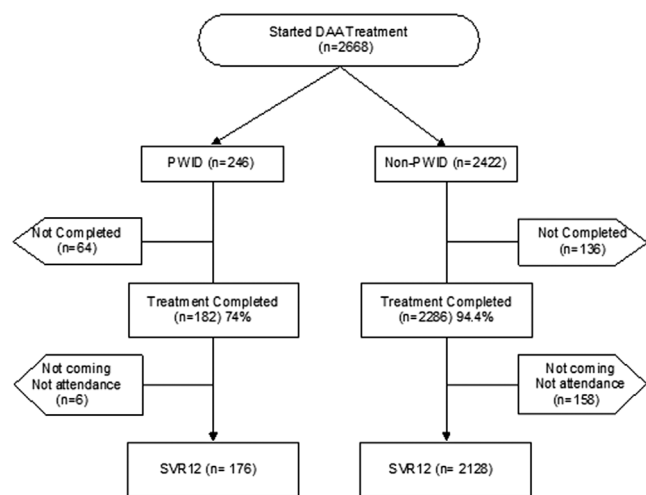 Started DAA Treatment
(n=2668)
PWID (n=246)
Non-PWID (n=2422)
Not Completed
(n=64)
Not Completed
(n=136)
Treatment Completed
(n=182) 74%
Treatment Completed
(n=2286) 94.4%
Not coming
Not attendance
(n=6)
Not coming
Not attendance
(n=158)
SVR12 (n= 176)
SVR12 (n= 2128)